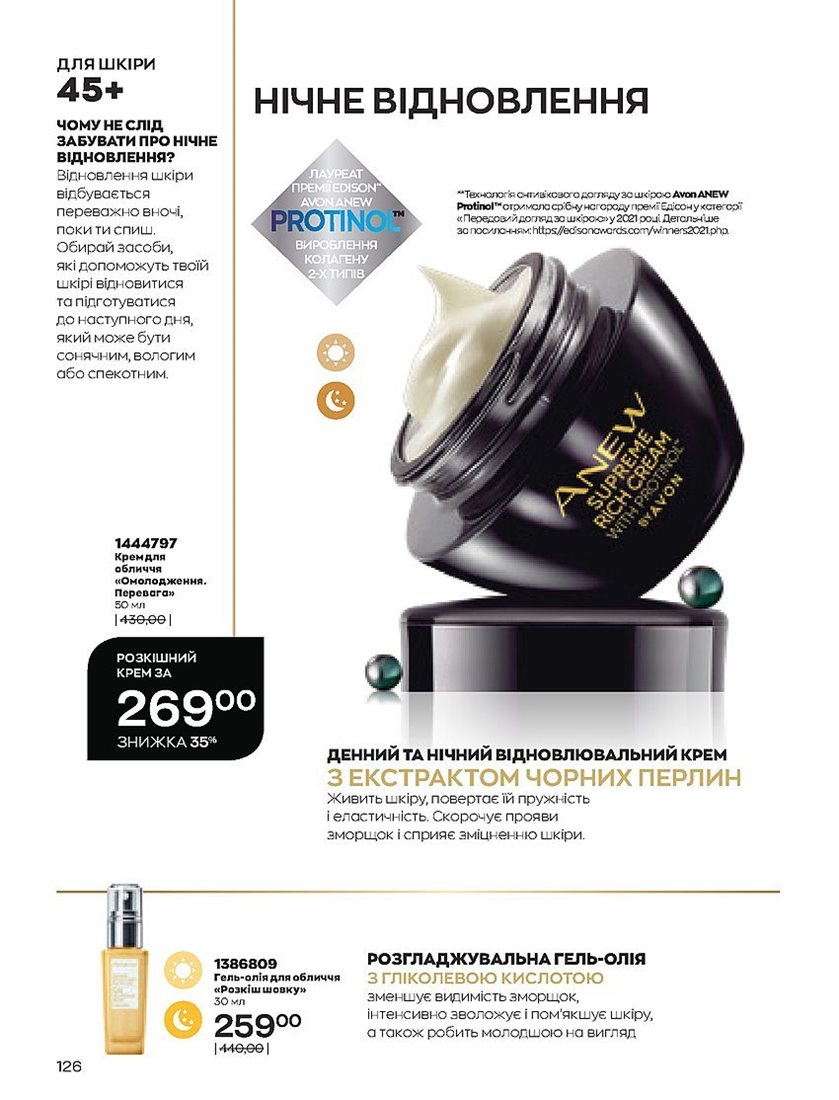 ДЛЯ ШКІРИ
45+
ЧОМУ НЕ СЛІД
ЗАБУВАТИ ПРО НІЧНЕ
ВІДНОВЛЕННЯ?
Відновлення шкіри
відбувається
переважно вночі,
поки ти спиш.
Обирай засоби,
які допоможуть твоїй
шкірі відновитися
та підготуватися
до наступного дня,
який може бути
сонячним, вологим
або спекотним.
НІЧНЕ ВІДНОВЛЕННЯ
ЛАУРЕАТ
ПРЕМІЇ EDISON**
AVON ANEW
PROTINOL™
ВИРОБЛЕННЯ
КОЛАГЕНУ
2-Х ТИПІВ
**Технологія антивікового догляду за шкірою Avon ANEW
Protinol™ отримала срібну нагороду премії Едісон у категорії
«Передовий догляд за шкірою» у 2021 році. Детальніше
за посиланням: https://edisonawards.com/winners2021.php.
ANEW
SUPREME
RICH CREAM
WITH PROTINOL™
BY AVON
1444797
Крем для
обличчя
«Омолодження.
Перевага»
50 мл
|430,00|
РОЗКІШНИЙ
КРЕМ ЗА
26900
ЗНИЖКА 35%
ДЕННИЙ ТА НІЧНИЙ ВІДНОВЛЮВАЛЬНИЙ КРЕМ
З ЕКСТРАКТОМ ЧОРНИХ ПЕРЛИН
Живить шкіру, повертає їй пружність
і еластичність. Скорочує прояви
зморщок і сприяє зміцненню шкіри.
1386809
Гель-олія для обличчя
«Розкіш шовку»
30 мл
25900
|440,00|
РОЗГЛАДЖУВАЛЬНА ГЕЛЬ-ОЛІЯ
З ГЛІКОЛЕВОЮ КИСЛОТОЮ
зменшує видимість зморщок,
інтенсивно зволожує і пом'якшує шкіру,
а також робить молодшою на вигляд
126